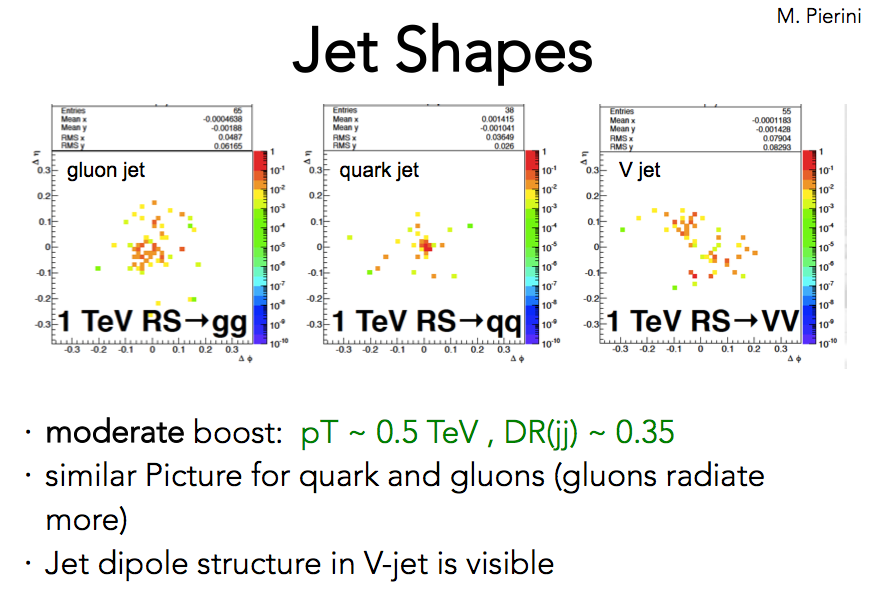 M. Pierini
Jet Shapes
Entries 65
Mean x -0.0004638
Mean y -0.00188
RMS x 0.0487
RMS y 0.06165
Entries 38
Mean x 0.001415
Mean y -0.001041
RMS x 0.03649
RMS y 0.026
Entries 55
Mean x -0.0001183
Mean y -0.001428
RMS x 0.07904
RMS y 0.08293
Δ η
gluon jet
0.3
0.2
0.1
0
-0.1
-0.2
-0.3
1 TeV RS→gg
-0.3 -0.2 -0.1 0 0.1 0.2 0.3
Δ ϕ
1
10⁻¹
10⁻²
10⁻³
10⁻⁴
10⁻⁵
10⁻⁶
10⁻⁷
10⁻⁸
10⁻⁹
10⁻¹⁰
Δ η
quark jet
0.3
0.2
0.1
0
-0.1
-0.2
-0.3
1 TeV RS→qq
-0.3 -0.2 -0.1 0 0.1 0.2 0.3
Δ ϕ
1
10⁻¹
10⁻²
10⁻³
10⁻⁴
10⁻⁵
10⁻⁶
10⁻⁷
10⁻⁸
10⁻⁹
10⁻¹⁰
Δ η
V jet
0.3
0.2
0.1
0
-0.1
-0.2
-0.3
1 TeV RS→VV
-0.3 -0.2 -0.1 0 0.1 0.2 0.3
Δ ϕ
1
10⁻¹
10⁻²
10⁻³
10⁻⁴
10⁻⁵
10⁻⁶
10⁻⁷
10⁻⁸
10⁻⁹
10⁻¹⁰
· moderate boost: pT ~ 0.5 TeV , DR(jj) ~ 0.35
· similar Picture for quark and gluons (gluons radiate
more)
· Jet dipole structure in V-jet is visible